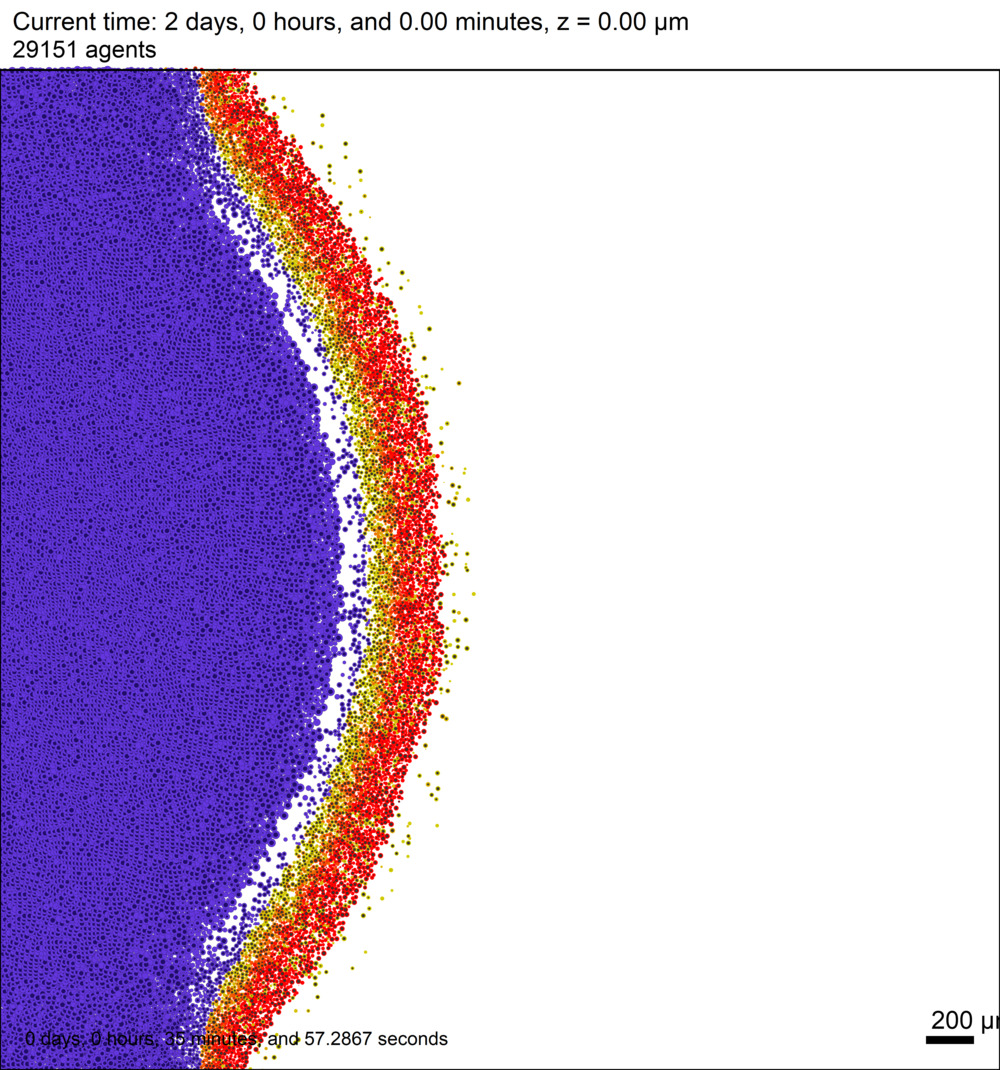 Current time: 2 days, 0 hours, and 0.00 minutes, z = 0.00 μm
29151 agents
200 μm
0 days, 0 hours, 35 minutes, and 57.2867 seconds